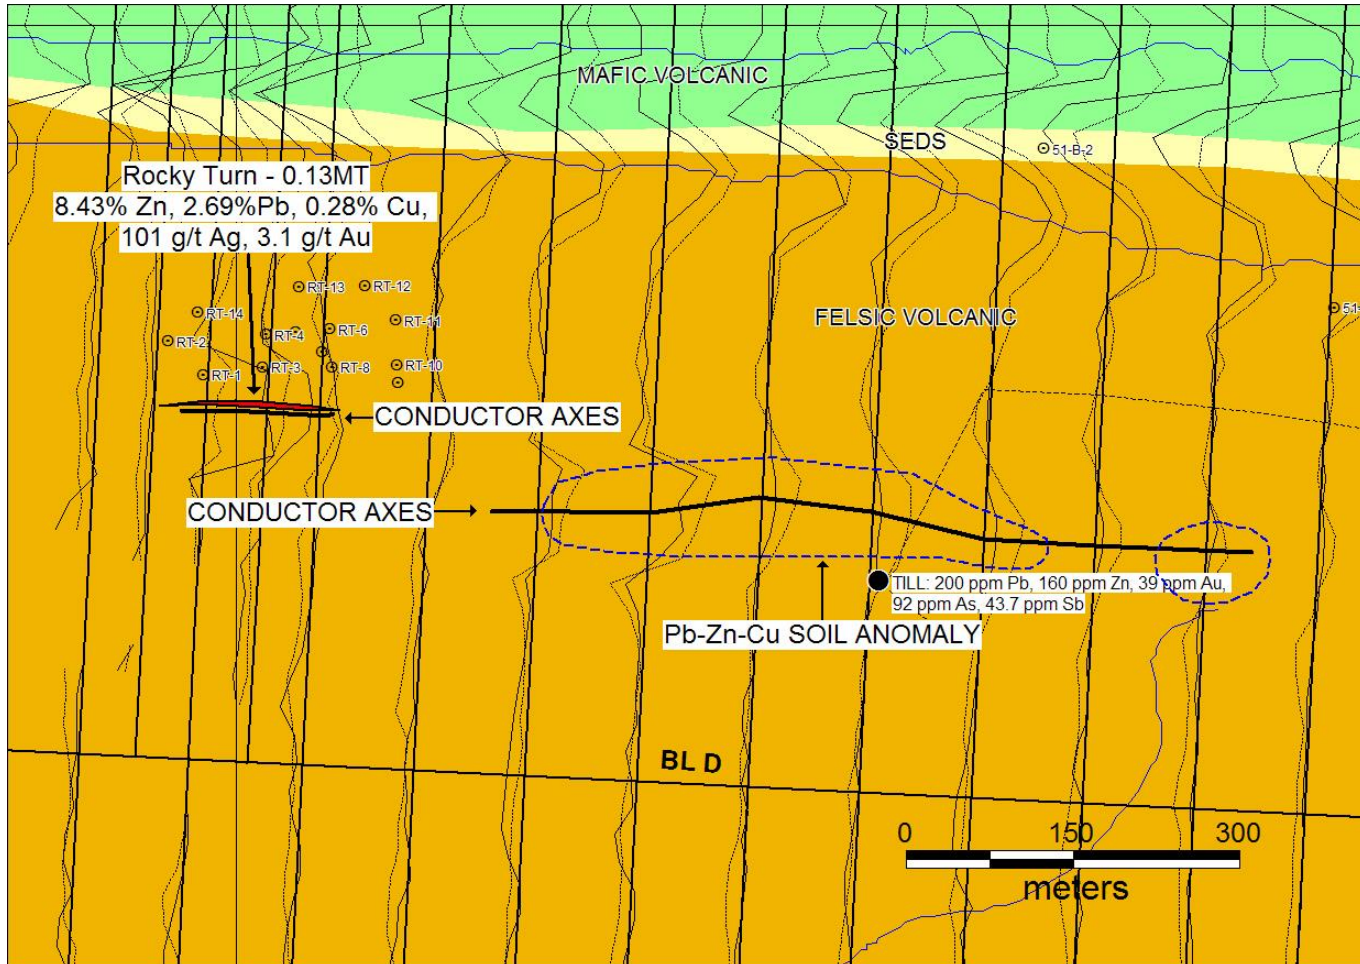 MAFIC VOLCANIC
SEDS
51-B-2
Rocky Turn - 0.13MT
8.43% Zn, 2.69%Pb, 0.28% Cu,
101 g/t Ag, 3.1 g/t Au
RT-13
RT-12
RT-14
RT-11
RT-2
RT-4
RT-6
FELSIC VOLCANIC
51-
RT-1
RT-3
RT-8
RT-10
CONDUCTOR AXES
CONDUCTOR AXES
TILL: 200 ppm Pb, 160 ppm Zn, 39 ppm Au,
92 ppm As, 43.7 ppm Sb
Pb-Zn-Cu SOIL ANOMALY
BL D
0 150 300
meters